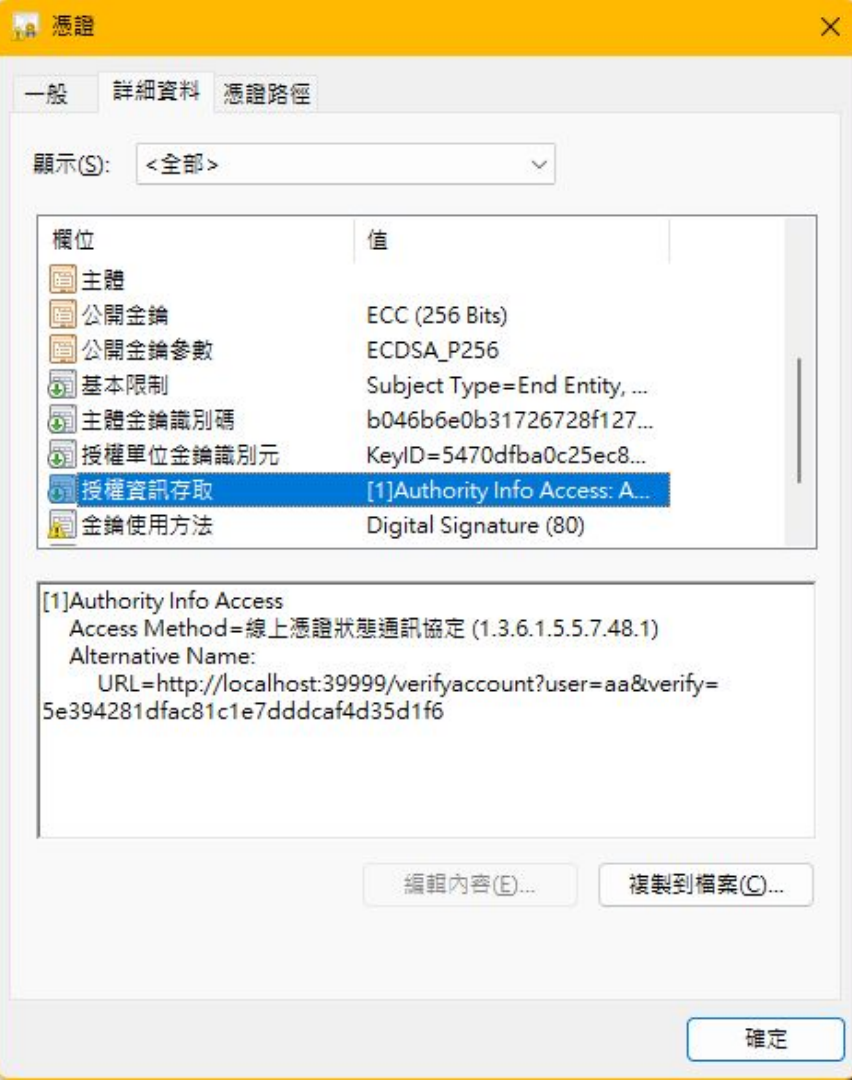 憑證
一般 詳細資料 憑證路徑
顯示(S): <全部>
欄位 值
主體
公開金鑰 ECC (256 Bits)
公開金鑰參數 ECDSA_P256
基本限制 Subject Type=End Entity, ...
主體金鑰識別碼 b046b6e0b31726728f127...
授權單位金鑰識別元 KeyID=5470dfba0c25ec8...
授權資訊存取 [1]Authority Info Access: A...
金鑰使用方法 Digital Signature (80)
[1]Authority Info Access
Access Method=線上憑證狀態通訊協定 (1.3.6.1.5.5.7.48.1)
Alternative Name:
URL=http://localhost:39999/verifyaccount?user=aa&verify=
5e394281dfac81c1e7dddcaf4d35d1f6
編輯內容(E)... 複製到檔案(C)...
確定